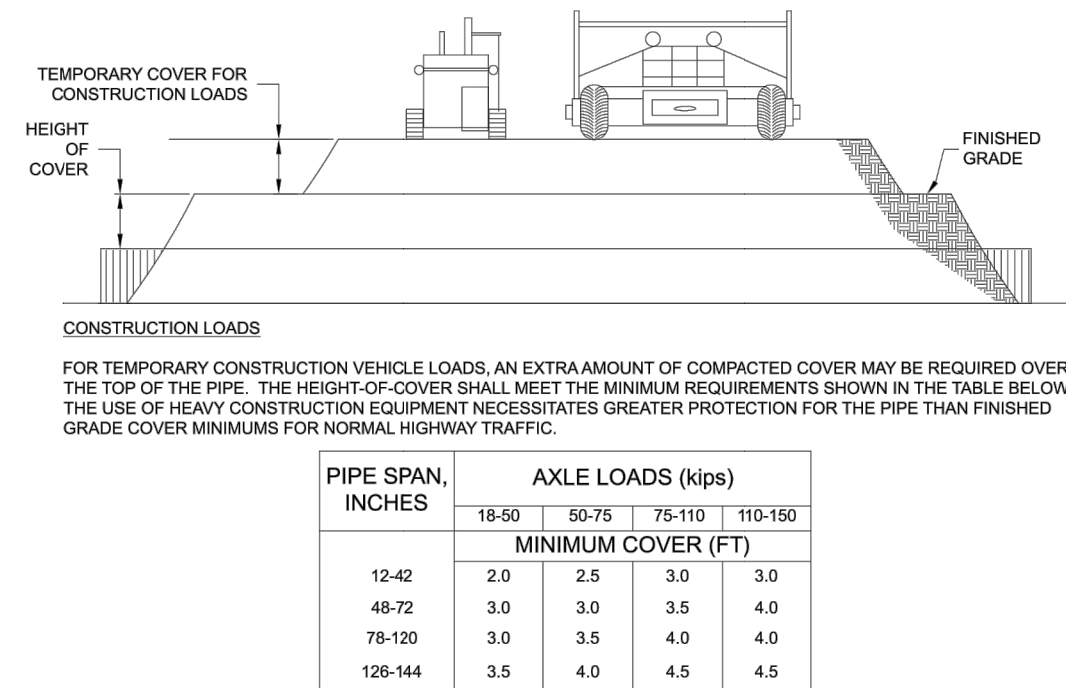 TEMPORARY COVER FOR
CONSTRUCTION LOADS
HEIGHT
OF
COVER
FINISHED
GRADE
CONSTRUCTION LOADS
FOR TEMPORARY CONSTRUCTION VEHICLE LOADS, AN EXTRA AMOUNT OF COMPACTED COVER MAY BE REQUIRED OVER
THE TOP OF THE PIPE. THE HEIGHT-OF-COVER SHALL MEET THE MINIMUM REQUIREMENTS SHOWN IN THE TABLE BELOW
THE USE OF HEAVY CONSTRUCTION EQUIPMENT NECESSITATES GREATER PROTECTION FOR THE PIPE THAN FINISHED
GRADE COVER MINIMUMS FOR NORMAL HIGHWAY TRAFFIC.
PIPE SPAN,
INCHES
AXLE LOADS (kips)
18-50 50-75 75-110 110-150
MINIMUM COVER (FT)
12-42 2.0 2.5 3.0 3.0
48-72 3.0 3.0 3.5 4.0
78-120 3.0 3.5 4.0 4.0
126-144 3.5 4.0 4.5 4.5